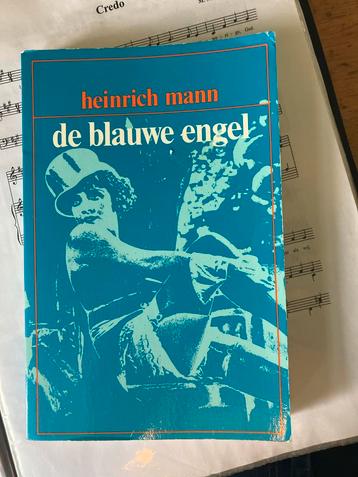 Credo
heinrich mann
de blauwe engel